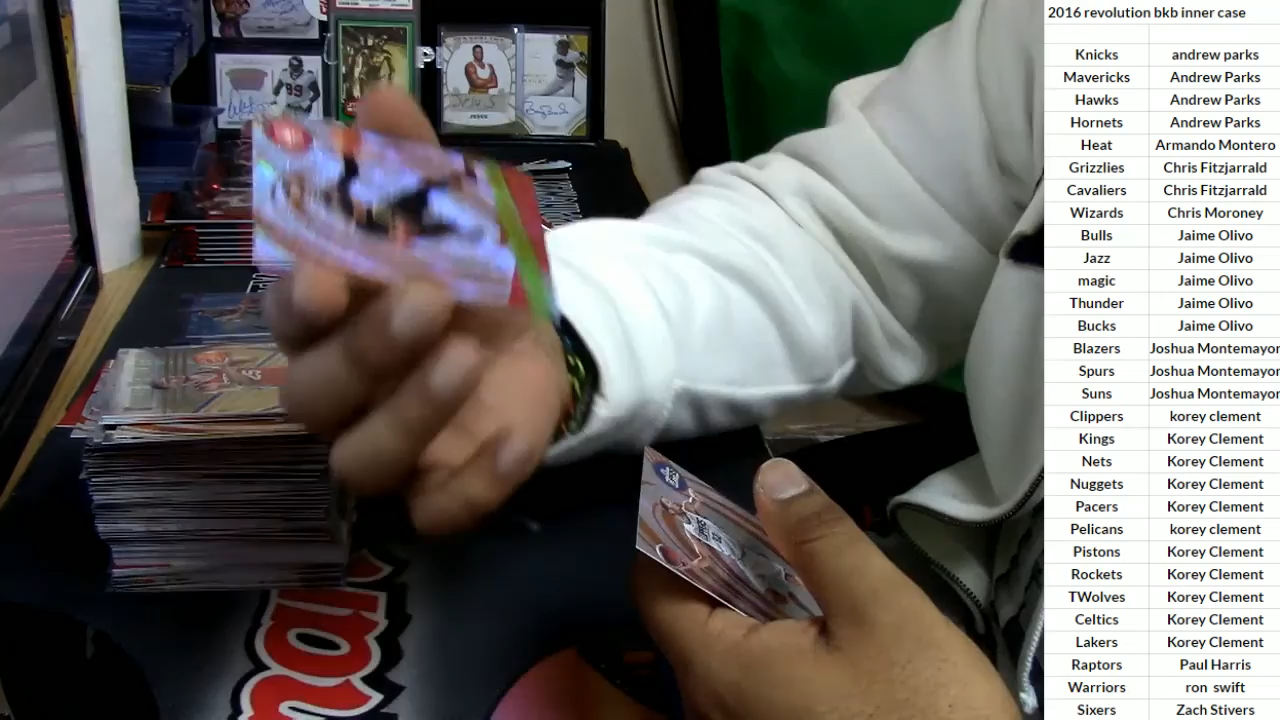 2016 revolution bkb inner case
Knicks andrew parks
Mavericks Andrew Parks
Hawks Andrew Parks
Hornets Andrew Parks
Heat Armando Montero
Grizzlies Chris Fitzjarrald
Cavaliers Chris Fitzjarrald
Wizards Chris Moroney
Bulls Jaime Olivo
Jazz Jaime Olivo
magic Jaime Olivo
Thunder Jaime Olivo
Bucks Jaime Olivo
Blazers Joshua Montemayor
Spurs Joshua Montemayor
Suns Joshua Montemayor
Clippers korey clement
Kings Korey Clement
Nets Korey Clement
Nuggets Korey Clement
Pacers Korey Clement
Pelicans korey clement
Pistons Korey Clement
Rockets Korey Clement
TWolves Korey Clement
Celtics Korey Clement
Lakers Korey Clement
Raptors Paul Harris
Warriors ron swift
Sixers Zach Stivers